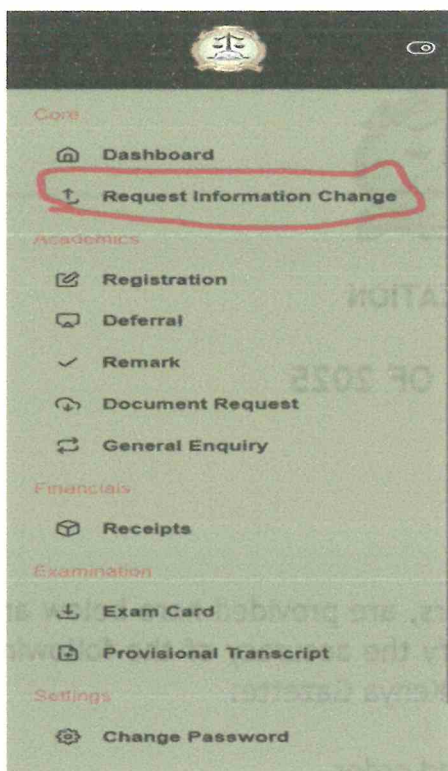 Core
Dashboard
Request Information Change
Academics
Registration
Deferral
Remark
Document Request
General Enquiry
Financials
Receipts
Examination
Exam Card
Provisional Transcript
Settings
Change Password